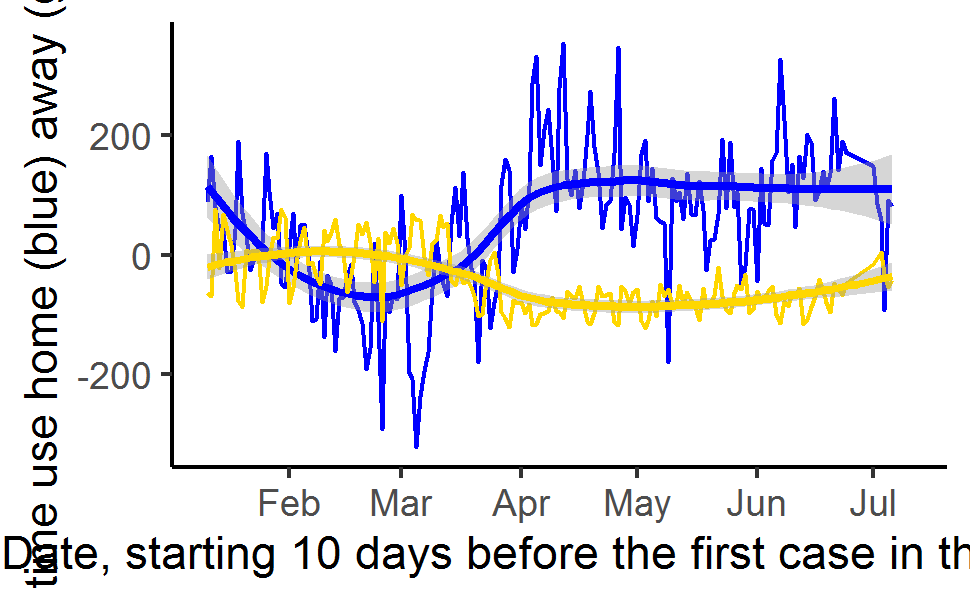 time use home (blue) away (
200
0
-200
Feb Mar Apr May Jun Jul
Date, starting 10 days before the first case in th